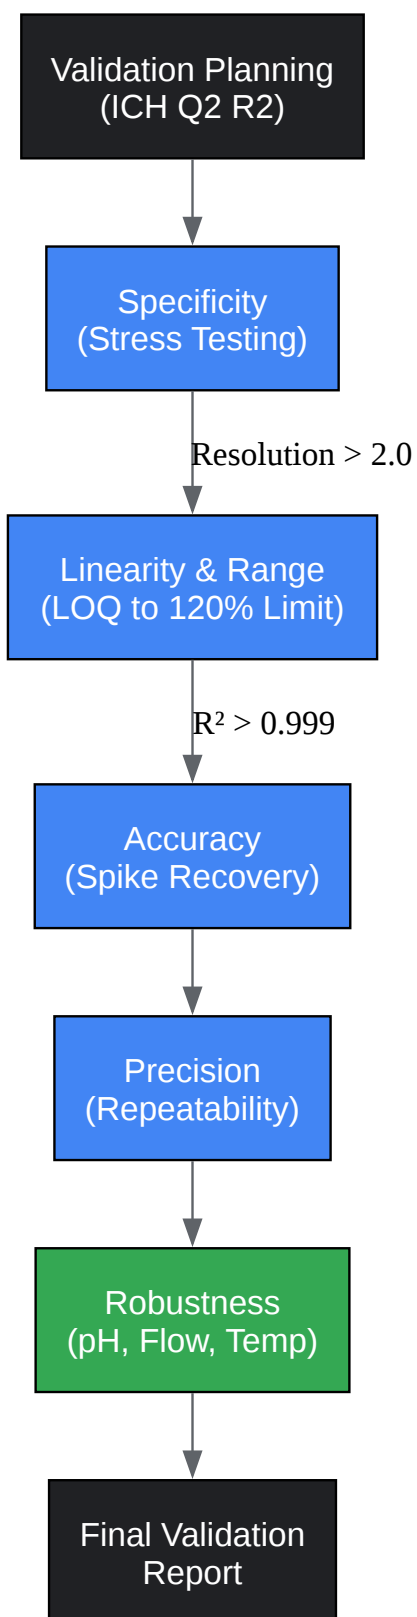 Validation Planning
(ICH Q2 R2)
Specificity
(Stress Testing)
Resolution > 2.0
Linearity & Range
(LOQ to 120% Limit)
R² > 0.999
Accuracy
(Spike Recovery)
Precision
(Repeatability)
Robustness
(pH, Flow, Temp)
Final Validation
Report